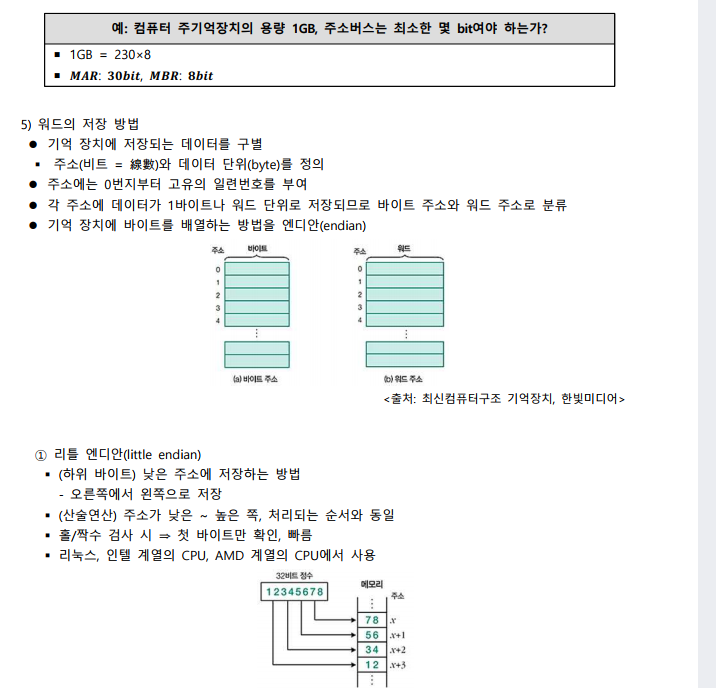 예: 컴퓨터 주기억장치의 용량 1GB, 주소버스는 최소한 몇 bit여야 하는가?
▪ 1GB = 230×8
▪ MAR: 30bit, MBR: 8bit
5) 워드의 저장 방법
● 기억 장치에 저장되는 데이터를 구별
▪ 주소(비트 = 線數)와 데이터 단위(byte)를 정의
● 주소에는 0번지부터 고유의 일련번호를 부여
● 각 주소에 데이터가 1바이트나 워드 단위로 저장되므로 바이트 주소와 워드 주소로 분류
● 기억 장치에 바이트를 배열하는 방법을 엔디안(endian)
주소 바이트 주소 워드
0 0
1 1
2 2
3 3
4 4
⋮ ⋮
(a) 바이트 주소 (b) 워드 주소
<출처: 최신컴퓨터구조 기억장치, 한빛미디어>
① 리틀 엔디안(little endian)
▪ (하위 바이트) 낮은 주소에 저장하는 방법
- 오른쪽에서 왼쪽으로 저장
▪ (산술연산) 주소가 낮은 ~ 높은 쪽, 처리되는 순서와 동일
▪ 홀/짝수 검사 시 ⇒ 첫 바이트만 확인, 빠름
▪ 리눅스, 인텔 계열의 CPU, AMD 계열의 CPU에서 사용
32비트 정수
12345678
메모리
주소
⋮
78 x
56 x+1
34 x+2
12 x+3
⋮